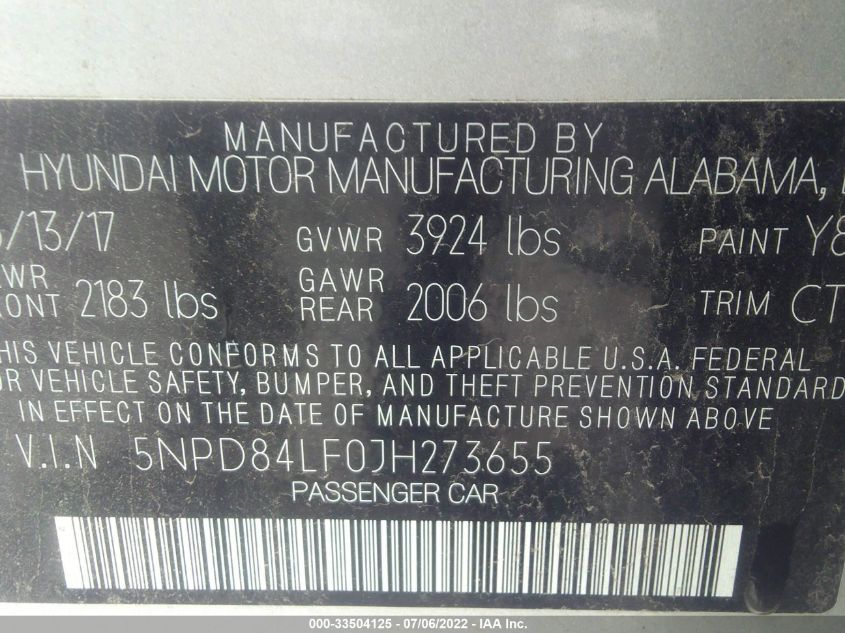 MANUFACTURED BY
HYUNDAI MOTOR MANUFACTURING ALABAMA,
/13/17 GVWR 3924 lbs PAINT Y8
WR GAWR
ONT 2183 lbs REAR 2006 lbs TRIM CT
HIS VEHICLE CONFORMS TO ALL APPLICABLE U.S.A. FEDERAL
OR VEHICLE SAFETY, BUMPER, AND THEFT PREVENTION STANDARD
IN EFFECT ON THE DATE OF MANUFACTURE SHOWN ABOVE
V.I.N 5NPD84LF0JH273655
PASSENGER CAR
000-33504125 - 07/06/2022 - IAA Inc.